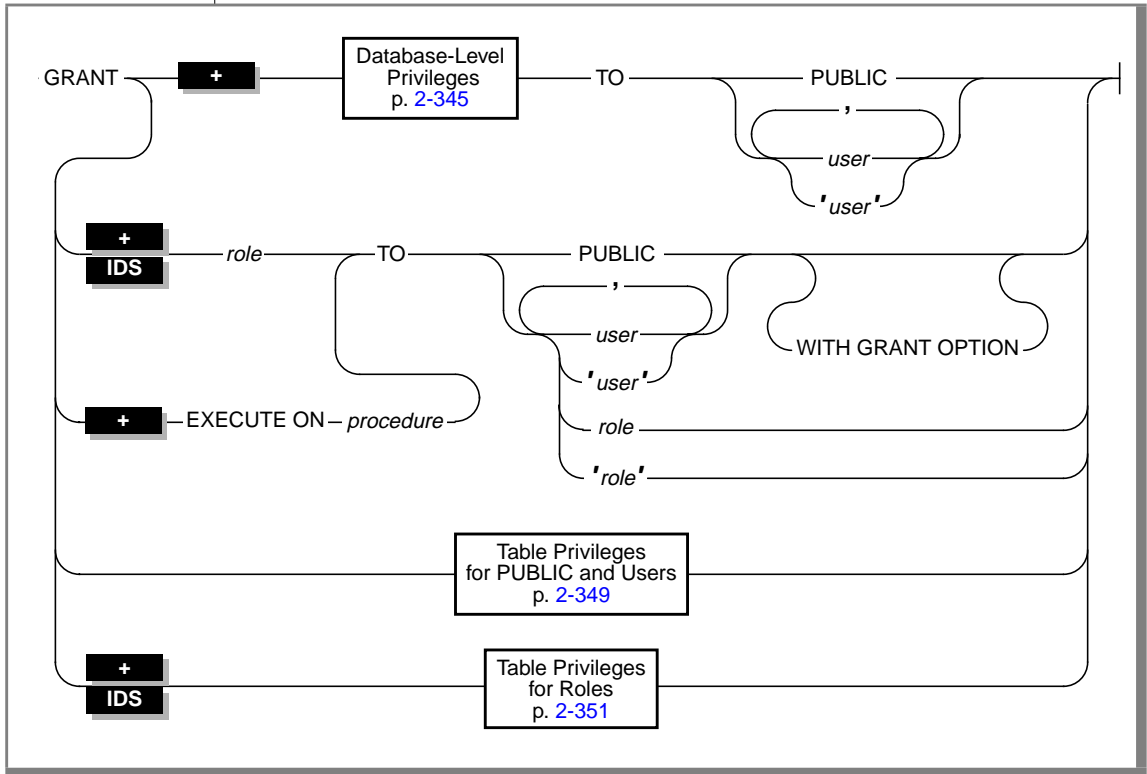 GRANT + Database-Level Privileges p. 2-345 TO PUBLIC
,
user
'user'
+
IDS
role TO PUBLIC
,
user
'user'
WITH GRANT OPTION
+ EXECUTE ON procedure
role
'role'
Table Privileges
for PUBLIC and Users
p. 2-349
+
IDS
Table Privileges
for Roles
p. 2-351